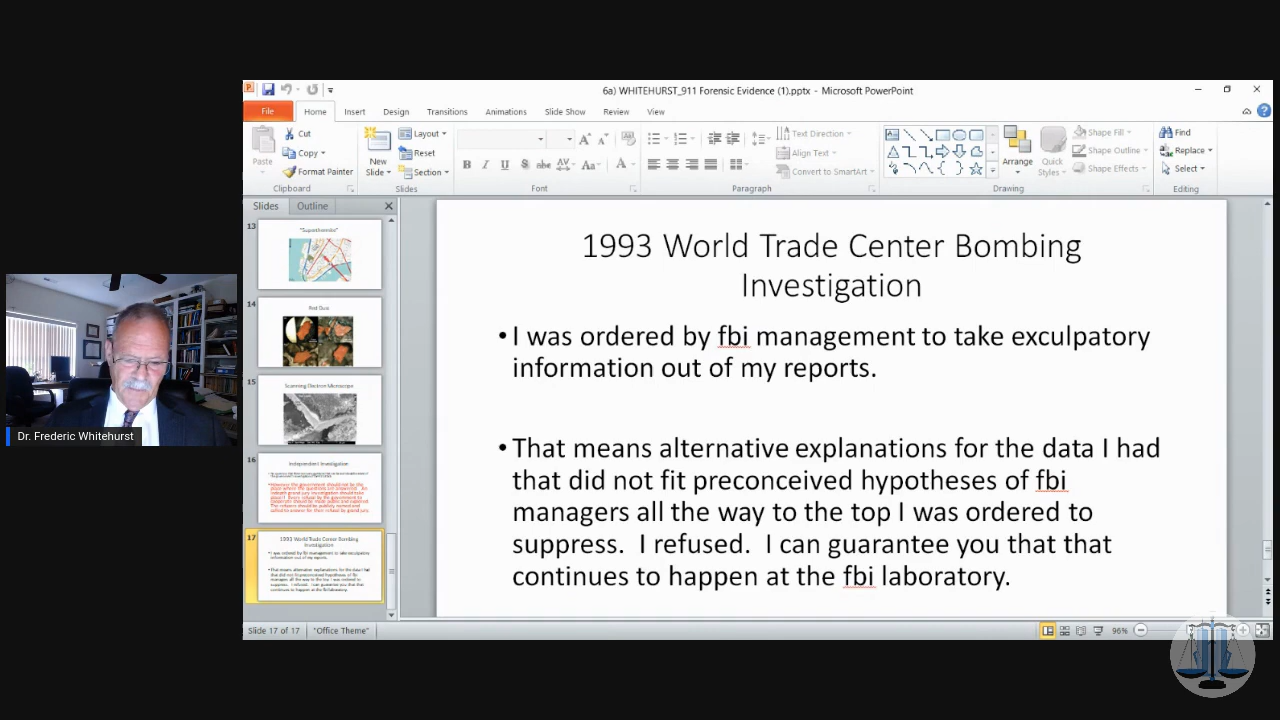 6a) WHITEHURST_911 Forensic Evidence (1).pptx - Microsoft PowerPoint
File Home Insert Design Transitions Animations Slide Show Review View
Paste
Cut
Copy
Format Painter
Clipboard
New
Slide
Layout
Reset
Section
Slides
Font
Text Direction
Align Text
Convert to SmartArt
Paragraph
Arrange
Quick
Styles
Shape Fill
Shape Outline
Shape Effects
Drawing
Find
Replace
Select
Editing
Slides Outline
13
14
Red Dust
15
Scanning Electron Microscope
16
Independent Investigation
17
1993 World Trade Center Bombing
Investigation
1993 World Trade Center Bombing
Investigation
• I was ordered by fbi management to take exculpatory
information out of my reports.
• That means alternative explanations for the data I had
that did not fit preconceived hypotheses of fbi
managers all the way to the top I was ordered to
suppress. I refused. I can guarantee you that that
continues to happen at the fbi laboratory.
Dr. Frederic Whitehurst
Slide 17 of 17 "Office Theme" 96%